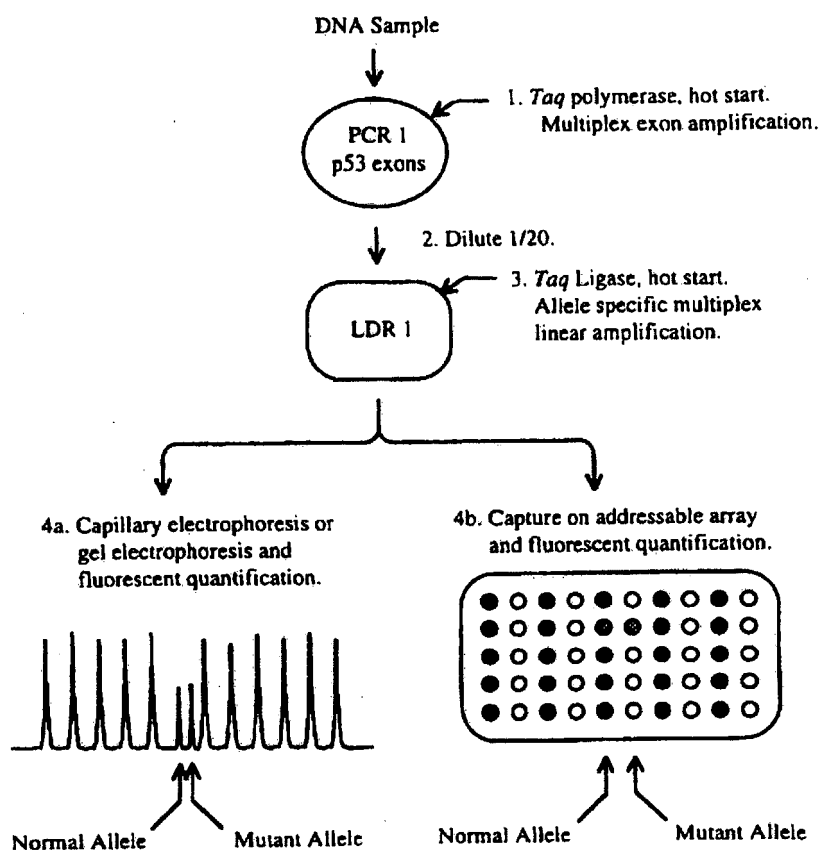 DNA Sample
1. Taq polymerase, hot start.
Multiplex exon amplification.
PCR 1
p53 exons
2. Dilute 1/20.
3. Taq Ligase, hot start.
Allele specific multiplex
linear amplification.
LDR 1
4a. Capillary electrophoresis or
gel electrophoresis and
fluorescent quantification.
4b. Capture on addressable array
and fluorescent quantification.
Normal Allele
Mutant Allele
Normal Allele
Mutant Allele